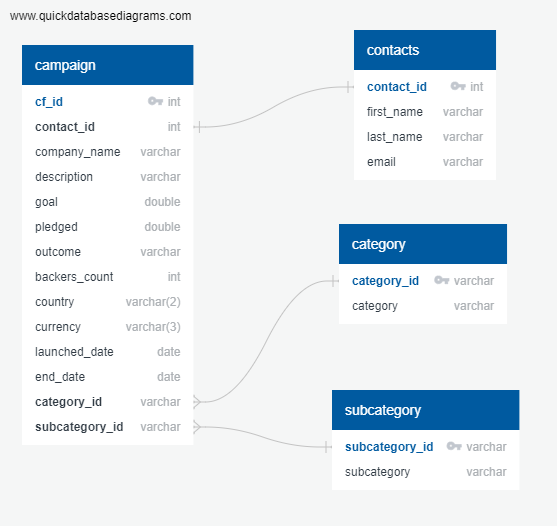 www.quickdatabasediagrams.com
campaign
cf_id int
contact_id int
company_name varchar
description varchar
goal double
pledged double
outcome varchar
backers_count int
country varchar(2)
currency varchar(3)
launched_date date
end_date date
category_id varchar
subcategory_id varchar
contacts
contact_id int
first_name varchar
last_name varchar
email varchar
category
category_id varchar
category varchar
subcategory
subcategory_id varchar
subcategory varchar